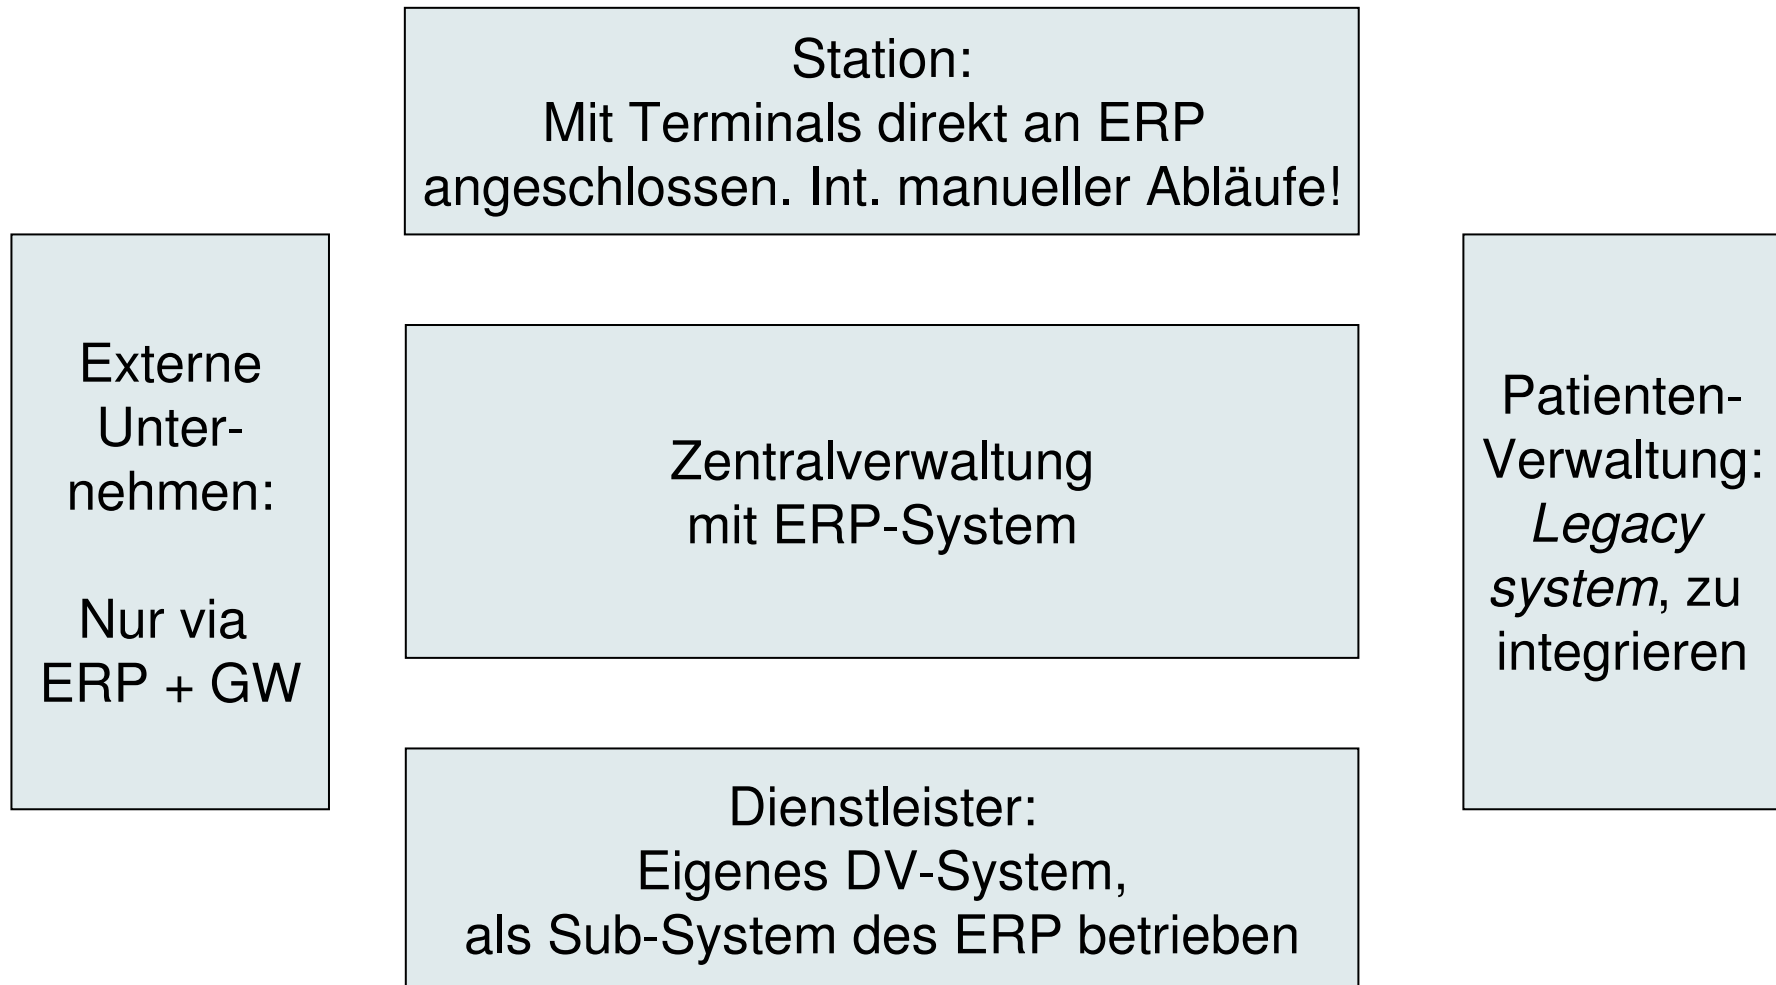 Station:
Mit Terminals direkt an ERP
angeschlossen. Int. manueller Abläufe!
Externe
Unter-
nehmen:
Nur via
ERP + GW
Zentralverwaltung
mit ERP-System
Patienten-
Verwaltung:
Legacy
system, zu
integrieren
Dienstleister:
Eigenes DV-System,
als Sub-System des ERP betrieben